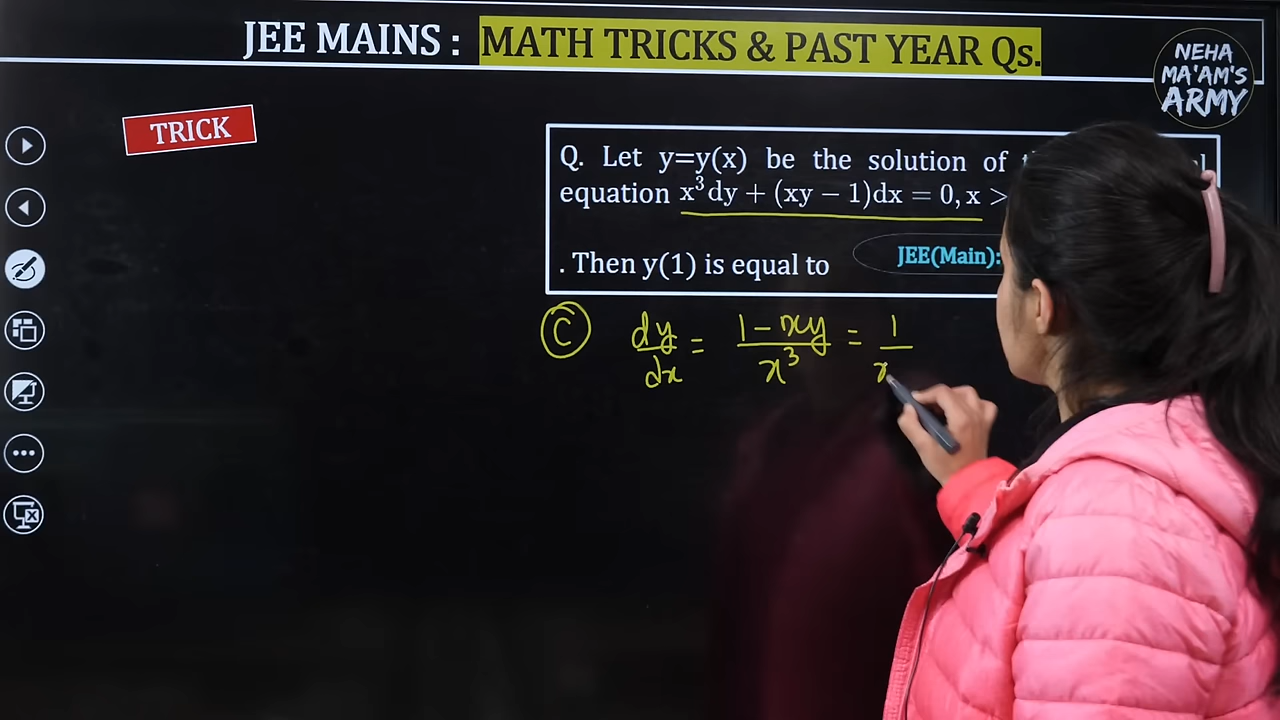 JEE MAINS : MATH TRICKS & PAST YEAR Qs.
NEHA
MA'AM'S
ARMY
TRICK
Q. Let y=y(x) be the solution of
equation x³dy + (xy − 1)dx = 0, x >
. Then y(1) is equal to
JEE(Main):
C dy/dx = 1-xy/x³ = 1/x